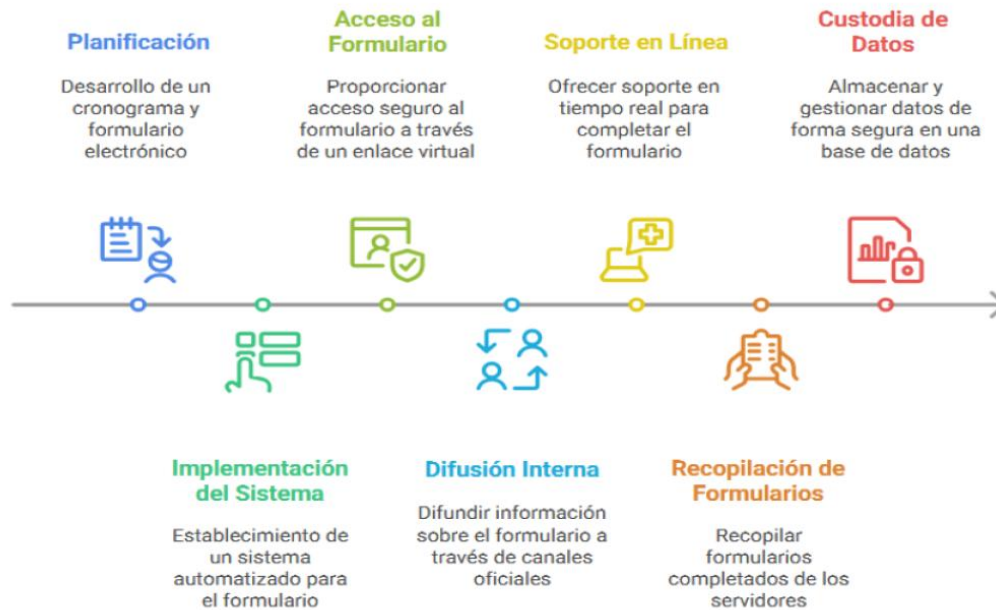 Planificación
Desarrollo de un
cronograma y
formulario
electrónico
Implementación
del Sistema
Establecimiento de
un sistema
automatizado para
el formulario
Acceso al
Formulario
Proporcionar
acceso seguro al
formulario a través
de un enlace virtual
Difusión Interna
Difundir información
sobre el formulario a
través de canales
oficiales
Soporte en Línea
Ofrecer soporte en
tiempo real para
completar el
formulario
Recopilación de
Formularios
Recopilar
formularios
completados de los
servidores
Custodia de
Datos
Almacenar y
gestionar datos de
forma segura en una
base de datos